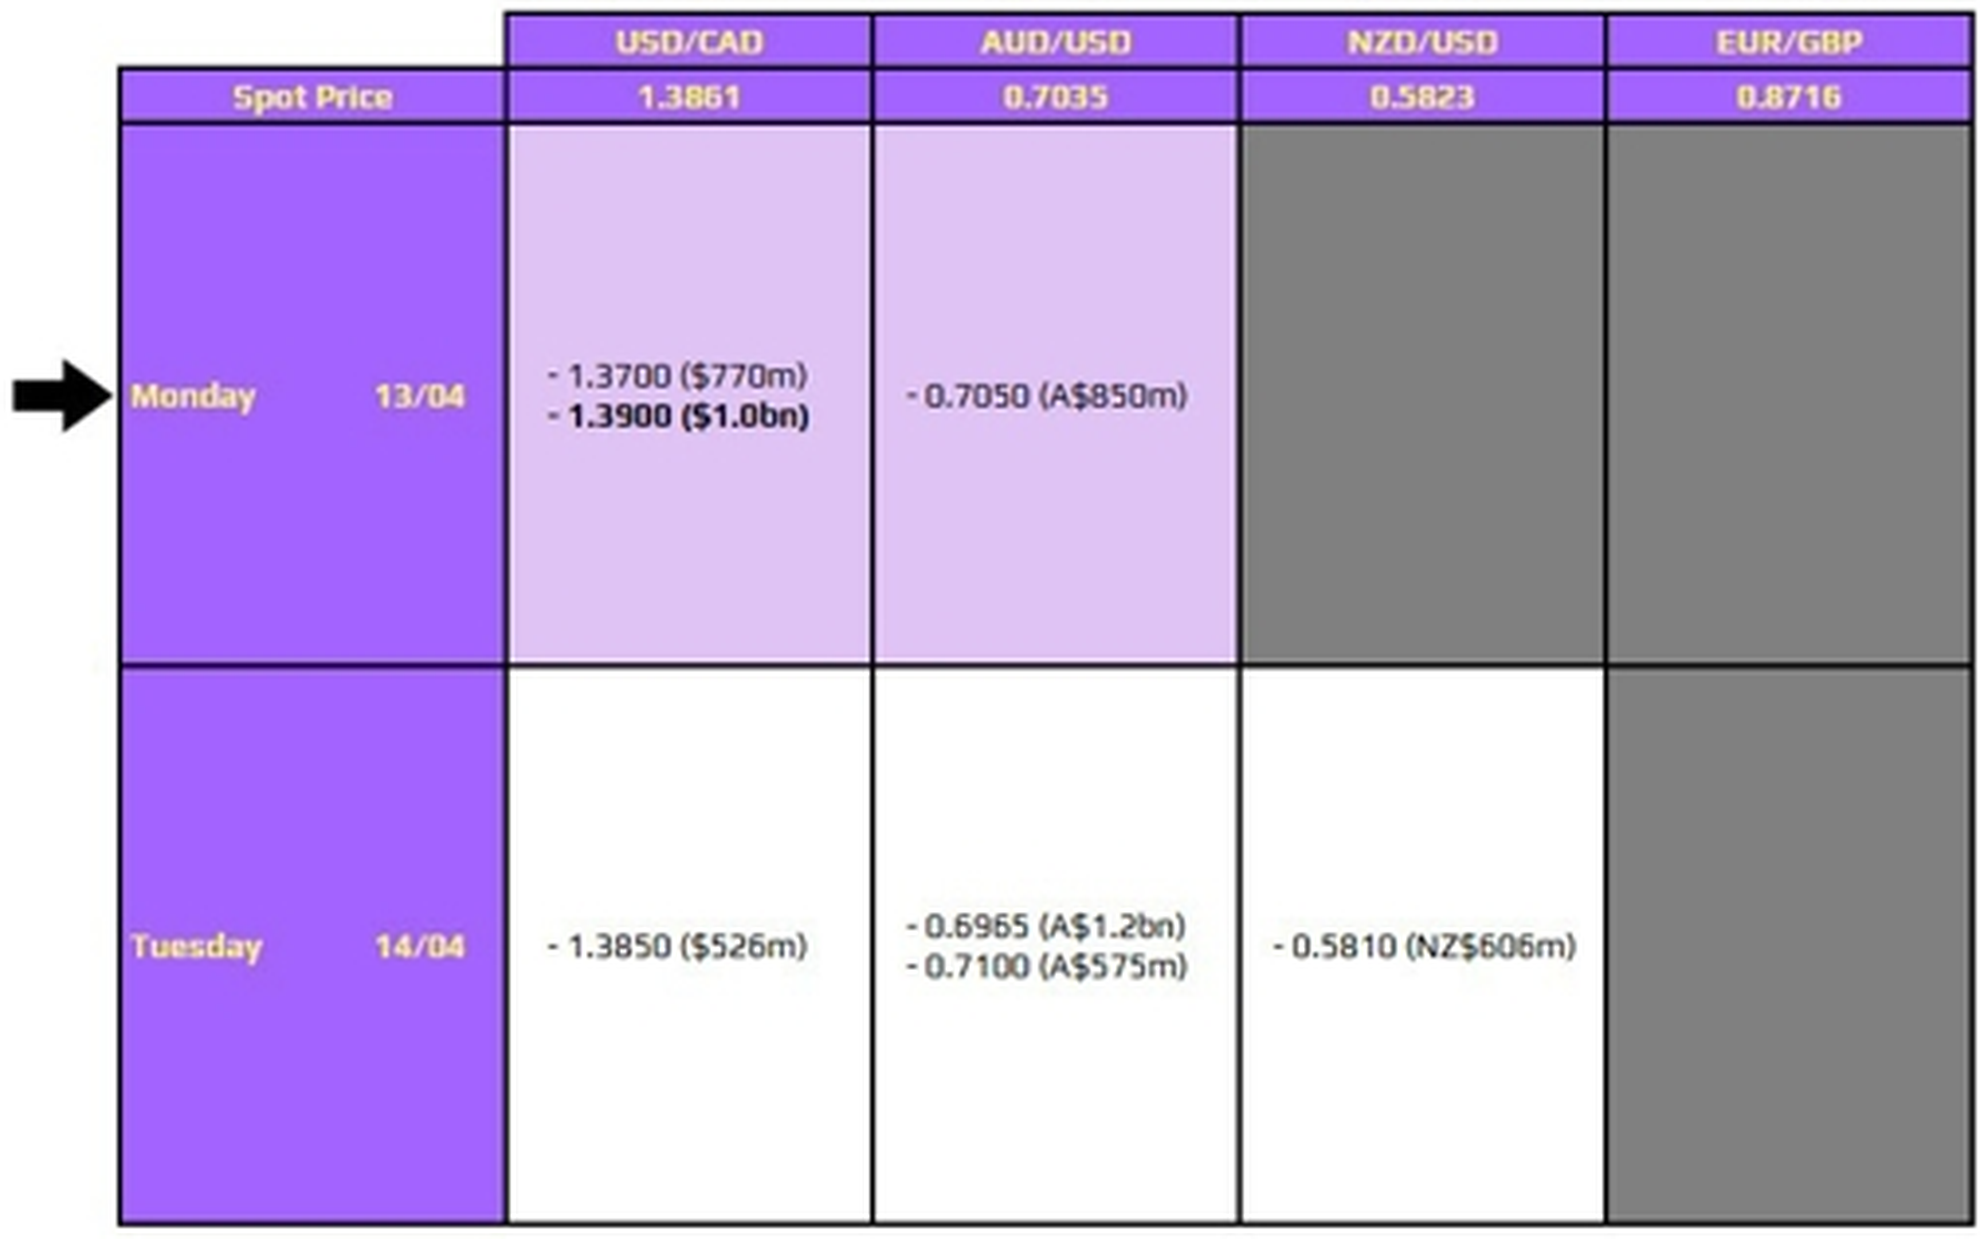 USD/CAD AUD/USD NZD/USD EUR/GBP
Spot Price 1.3861 0.7035 0.5823 0.8716
Monday 13/04
- 1.3700 ($770m)
- 1.3900 ($1.0bn)
- 0.7050 (A$850m)
Tuesday 14/04
- 1.3850 ($526m)
- 0.6965 (A$1.2bn)
- 0.7100 (A$575m)
- 0.5810 (NZ$606m)